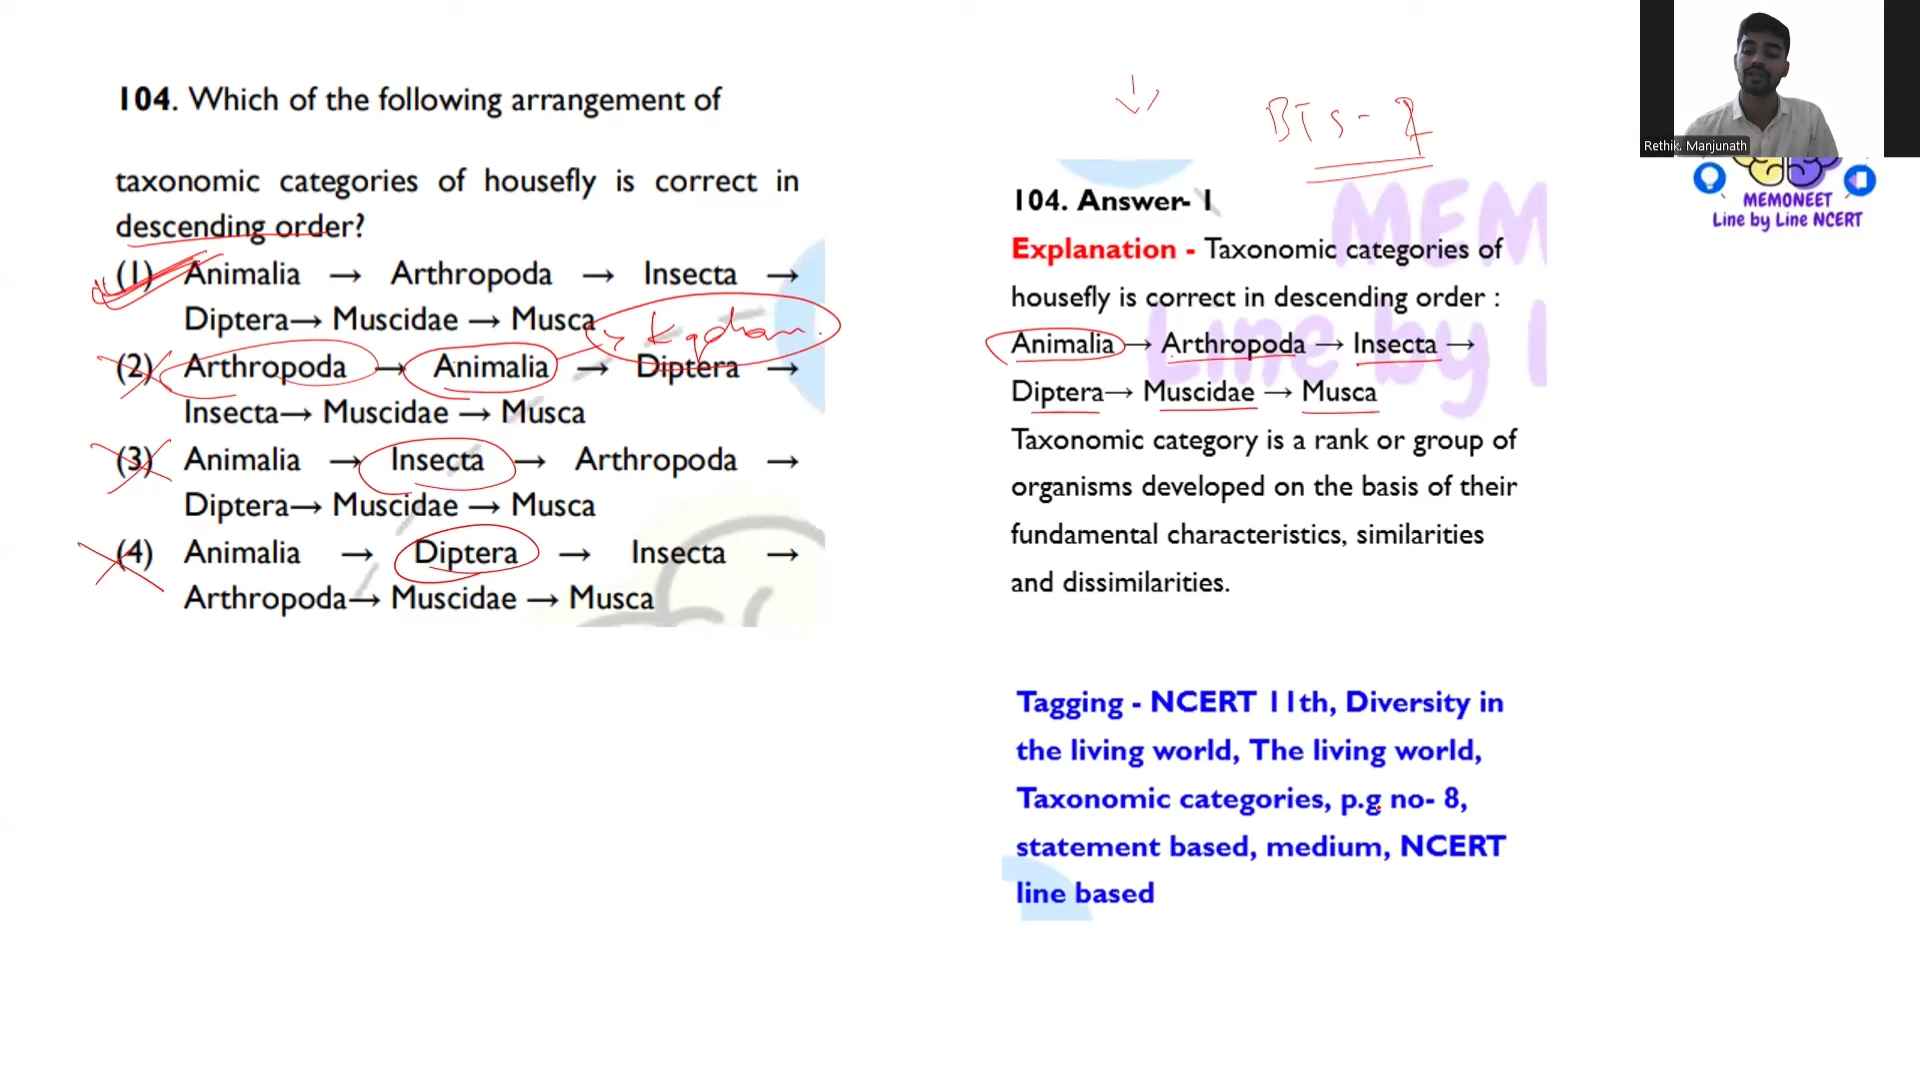 104. Which of the following arrangement of
taxonomic categories of housefly is correct in
descending order?
(1) Animalia → Arthropoda → Insecta →
Diptera→ Muscidae → Musca
(2) Arthropoda → Animalia → Diptera →
Insecta→ Muscidae → Musca
(3) Animalia → Insecta → Arthropoda →
Diptera→ Muscidae → Musca
(4) Animalia → Diptera → Insecta →
Arthropoda→ Muscidae → Musca
BTS-
104. Answer- 1
Explanation - Taxonomic categories of
housefly is correct in descending order :
Animalia → Arthropoda → Insecta →
Diptera→ Muscidae → Musca
Taxonomic category is a rank or group of
organisms developed on the basis of their
fundamental characteristics, similarities
and dissimilarities.
Tagging - NCERT 11th, Diversity in
the living world, The living world,
Taxonomic categories, p.g no- 8,
statement based, medium, NCERT
line based
MEM
Line by l
Rethik. Manjunath
MEMONEET
Line by Line NCERT